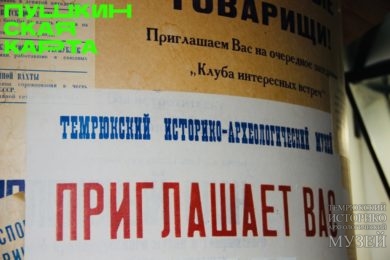 ПУШКИН
СКАЯ
КАРТА
ТОВАРИЩИ!
Приглашаем Вас на очередное
„Клуба интересных встреч"
ТЕМРЮКСКИЙ ИСТОРИКО-АРХЕОЛОГИЧЕСКИЙ МУЗЕЙ
ПРИГЛАШАЕТ ВАС
ТЕМРЮКСКИЙ
ИСТОРИКО
АРХЕОЛОГИЧЕСКИЙ
МУЗЕЙ